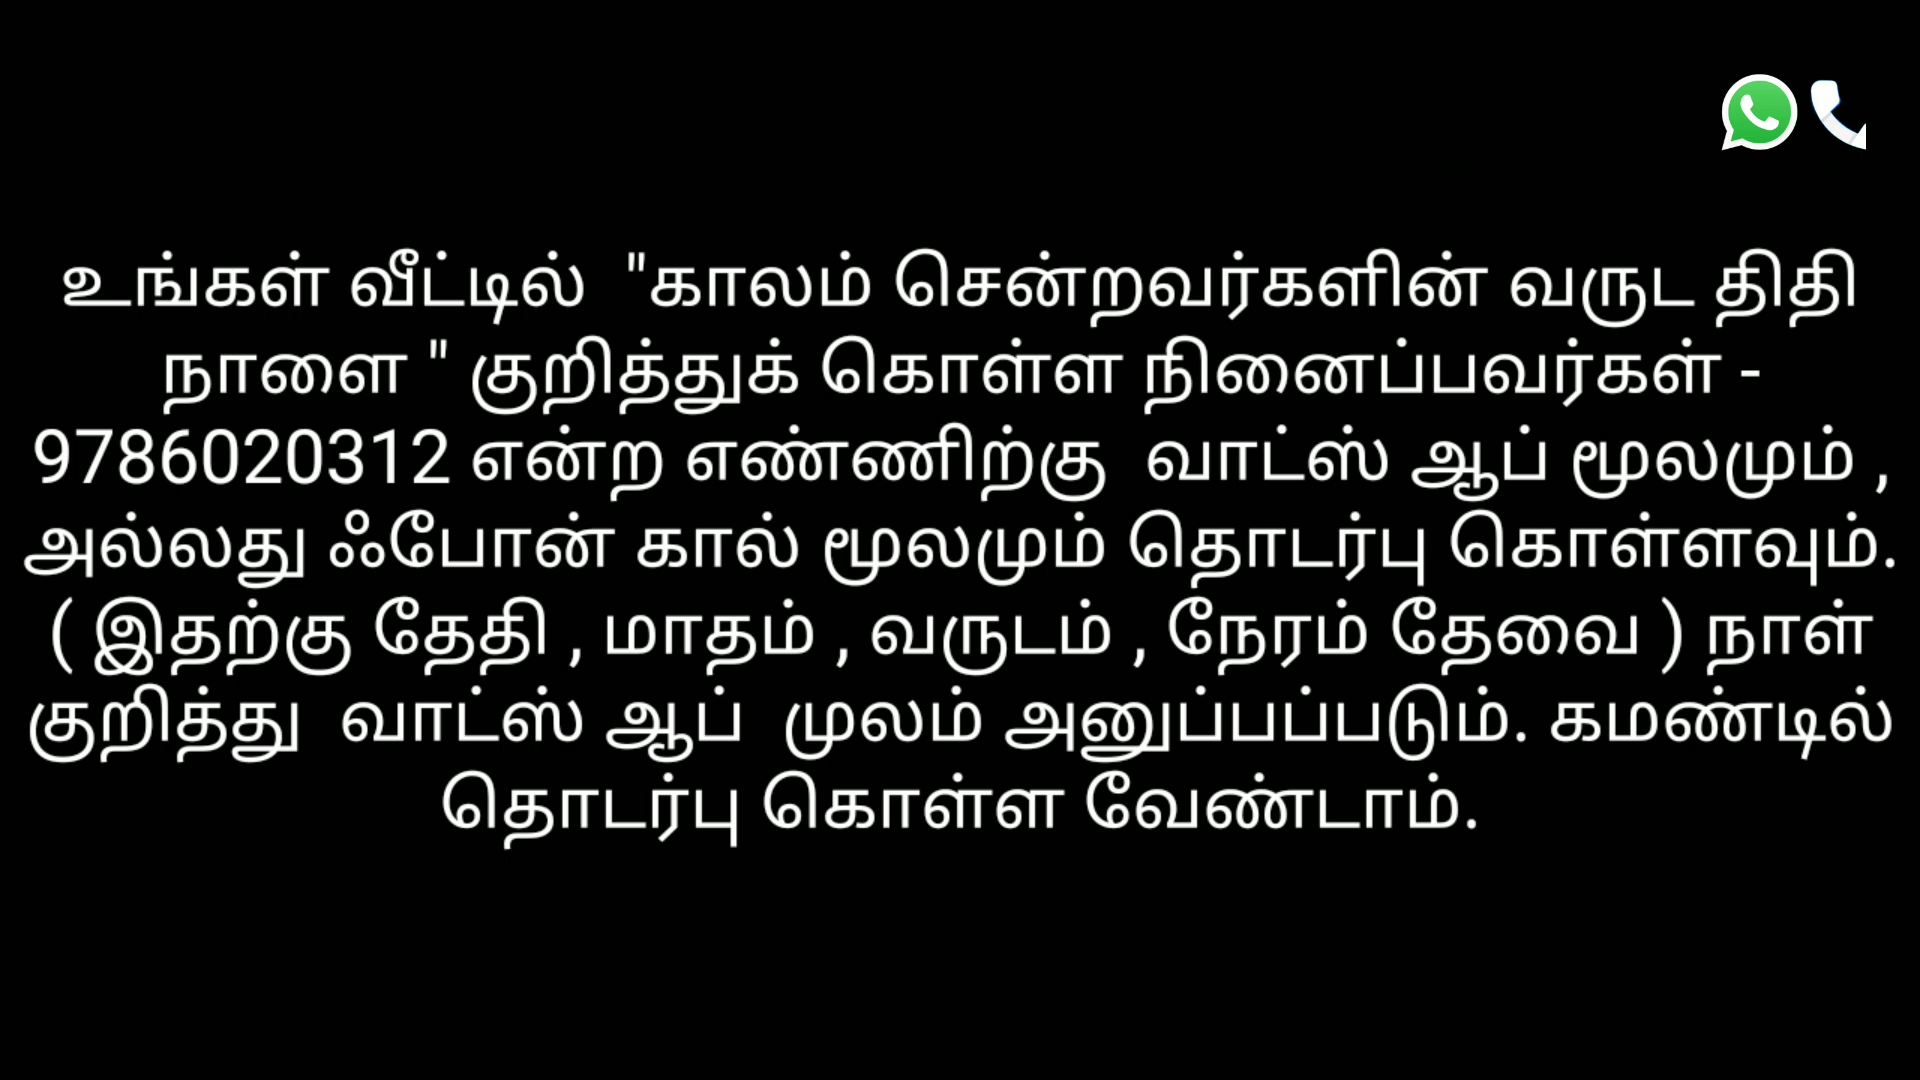 உங்கள் வீட்டில்  "காலம் சென்றவர்களின் வருட திதி
நாளை " குறித்துக் கொள்ள நினைப்பவர்கள் -
9786020312 என்ற எண்ணிற்கு  வாட்ஸ் ஆப் மூலமும் ,
அல்லது ஃபோன் கால் மூலமும் தொடர்பு கொள்ளவும்.
( இதற்கு தேதி , மாதம் , வருடம் , நேரம் தேவை ) நாள்
குறித்து  வாட்ஸ் ஆப்  முலம் அனுப்பப்படும். கமண்டில்
தொடர்பு கொள்ள வேண்டாம்.